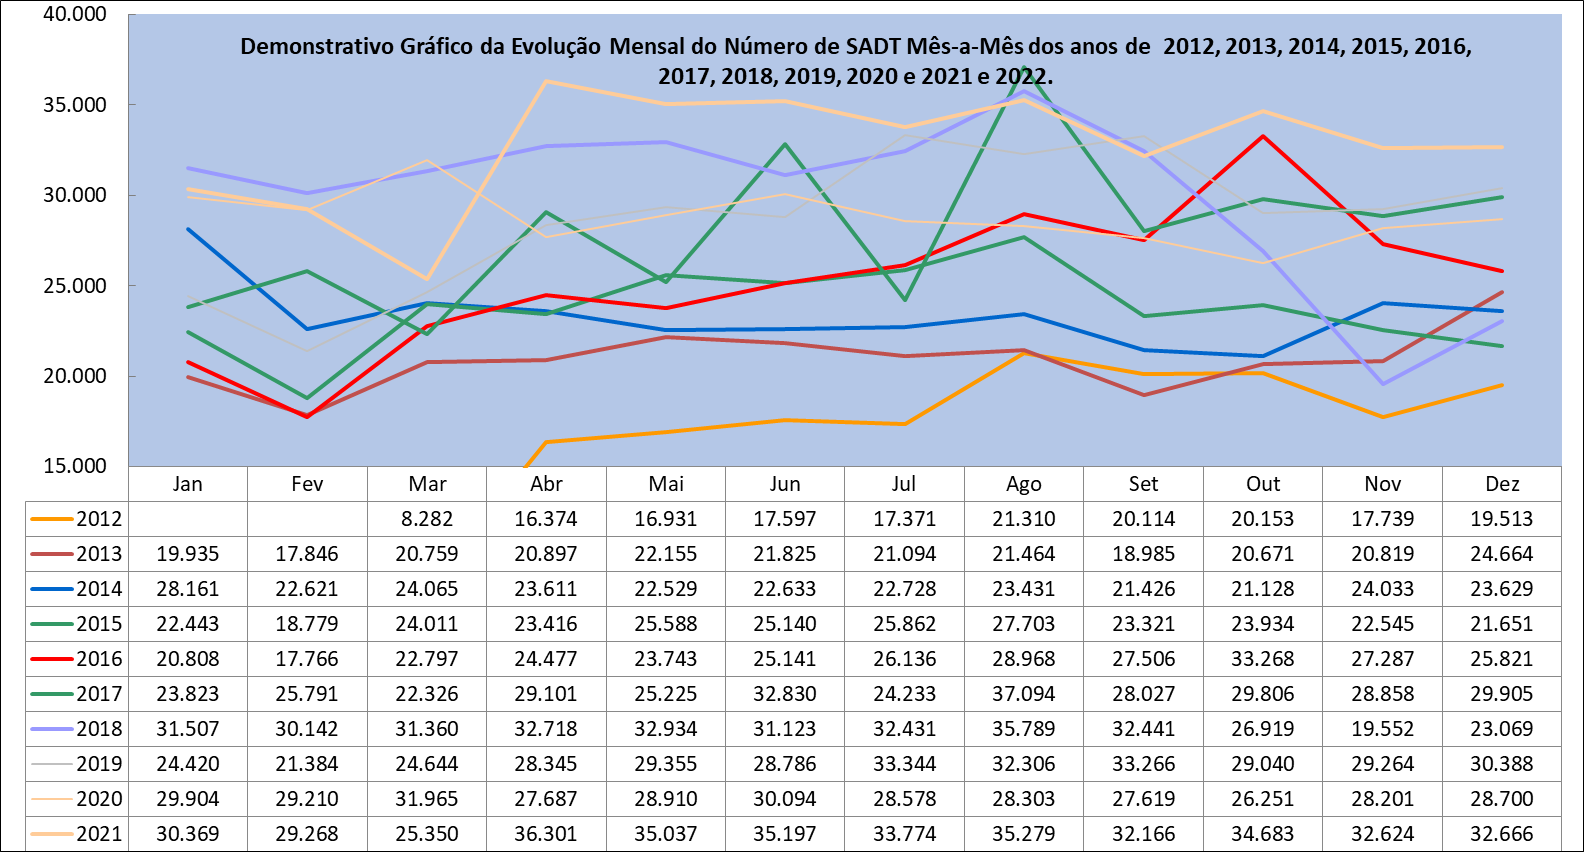 Demonstrativo Gráfico da Evolução Mensal do Número de SADT Mês-a-Mês dos anos de 2012, 2013, 2014, 2015, 2016,
2017, 2018, 2019, 2020 e 2021 e 2022.
40.000
35.000
30.000
25.000
20.000
15.000
Jan Fev Mar Abr Mai Jun Jul Ago Set Out Nov Dez
2012 8.282 16.374 16.931 17.597 17.371 21.310 20.114 20.153 17.739 19.513
2013 19.935 17.846 20.759 20.897 22.155 21.825 21.094 21.464 18.985 20.671 20.819 24.664
2014 28.161 22.621 24.065 23.611 22.529 22.633 22.728 23.431 21.426 21.128 24.033 23.629
2015 22.443 18.779 24.011 23.416 25.588 25.140 25.862 27.703 23.321 23.934 22.545 21.651
2016 20.808 17.766 22.797 24.477 23.743 25.141 26.136 28.968 27.506 33.268 27.287 25.821
2017 23.823 25.791 22.326 29.101 25.225 32.830 24.233 37.094 28.027 29.806 28.858 29.905
2018 31.507 30.142 31.360 32.718 32.934 31.123 32.431 35.789 32.441 26.919 19.552 23.069
2019 24.420 21.384 24.644 28.345 29.355 28.786 33.344 32.306 33.266 29.040 29.264 30.388
2020 29.904 29.210 31.965 27.687 28.910 30.094 28.578 28.303 27.619 26.251 28.201 28.700
2021 30.369 29.268 25.350 36.301 35.037 35.197 33.774 35.279 32.166 34.683 32.624 32.666